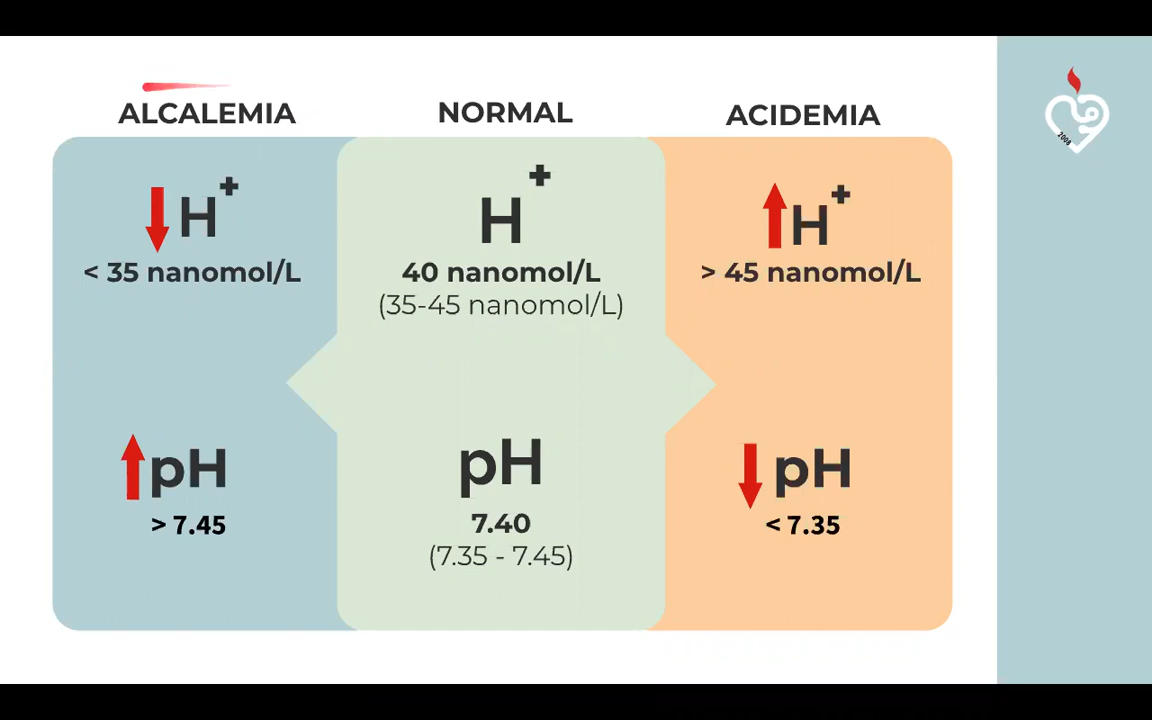 ALCALEMIA
NORMAL
ACIDEMIA
H+
< 35 nanomol/L
H+
40 nanomol/L
(35-45 nanomol/L)
H+
> 45 nanomol/L
pH
> 7.45
pH
7.40
(7.35 - 7.45)
pH
< 7.35
2008